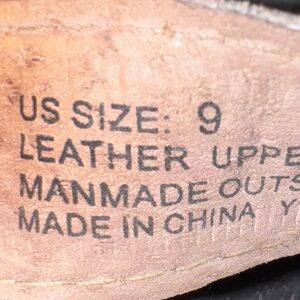 US SIZE: 9
LEATHER UPPE
MANMADE OUTS
MADE IN CHINA Y